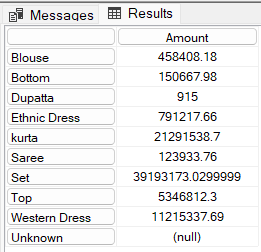 Messages Results
Amount
Blouse 458408.18
Bottom 150667.98
Dupatta 915
Ethnic Dress 791217.66
kurta 21291538.7
Saree 123933.76
Set 39193173.0299999
Top 5346812.3
Western Dress 11215337.69
Unknown (null)